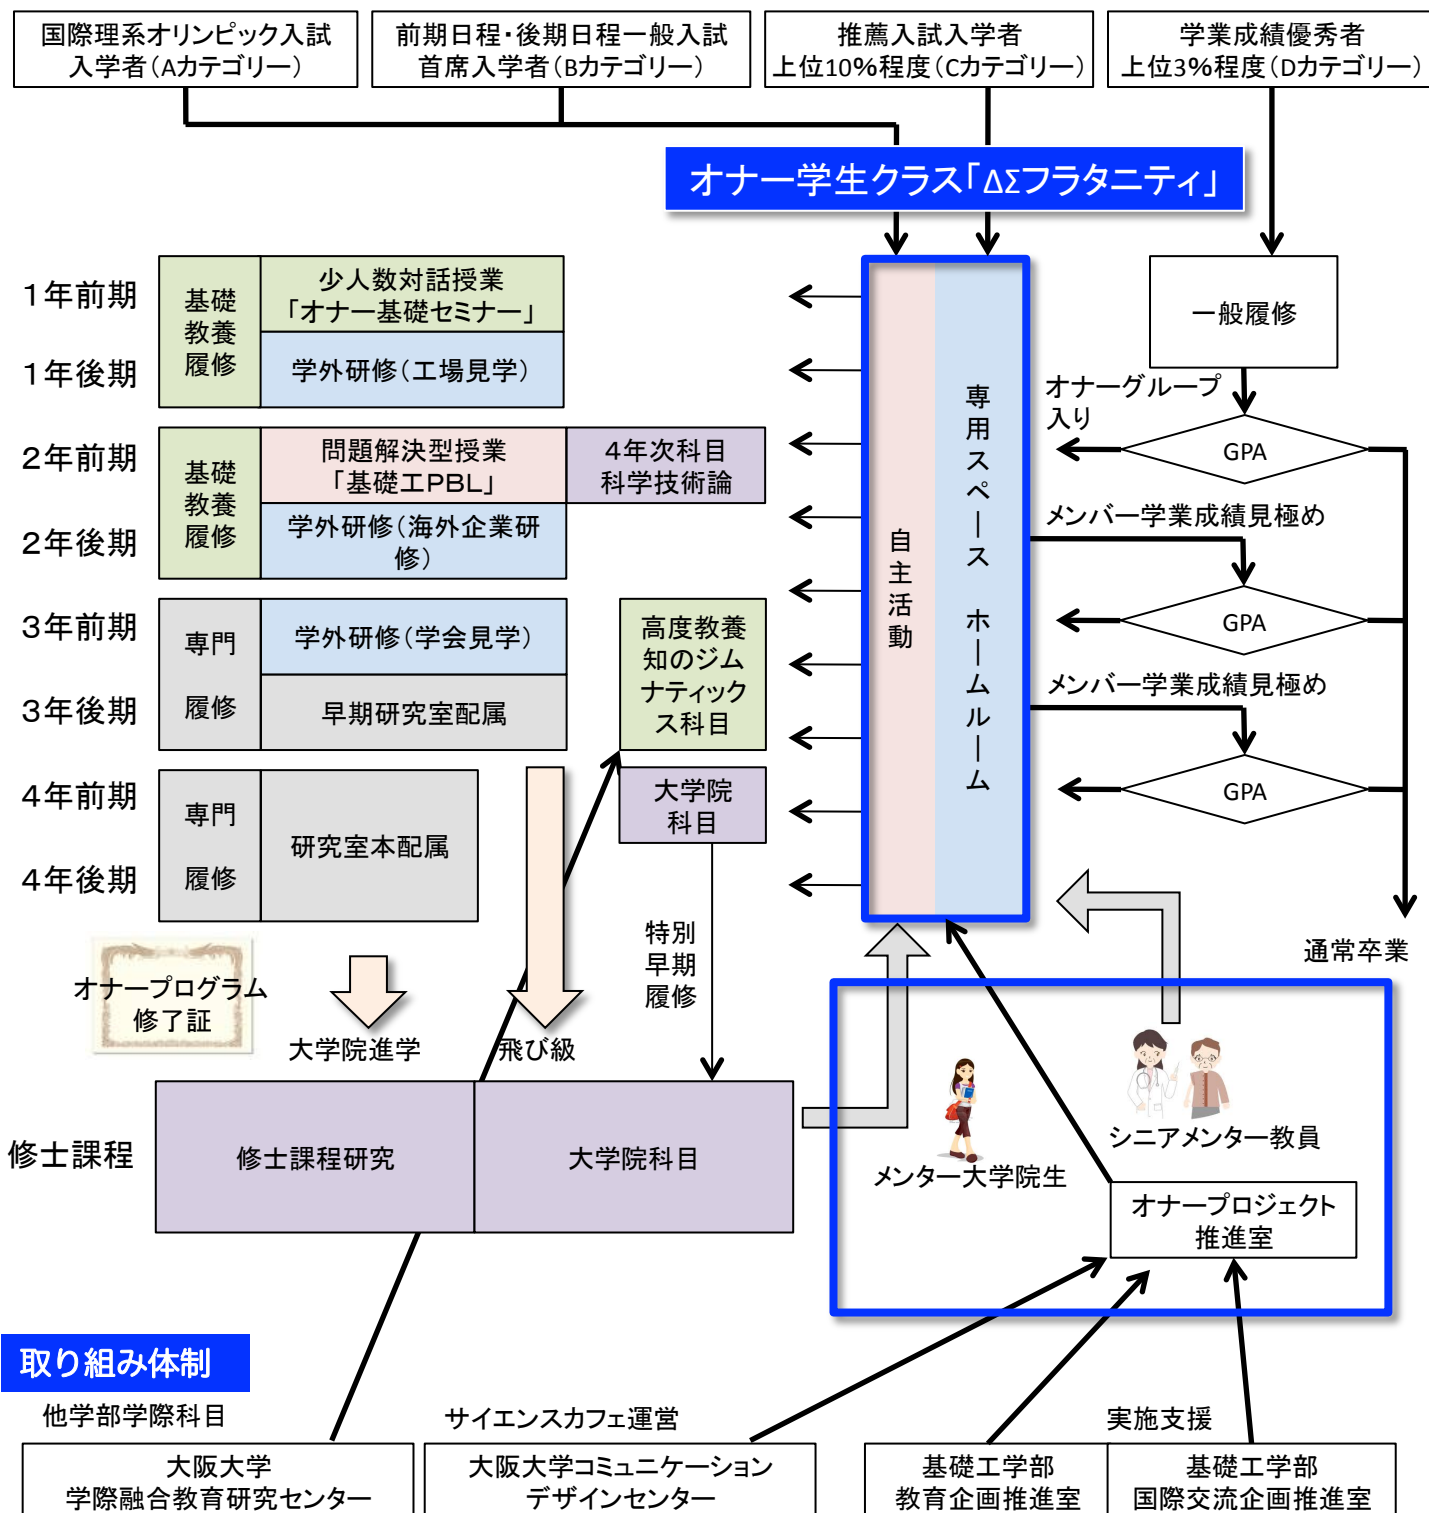 国際理系オリンピック入試
入学者（Aカテゴリー）
前期日程・後期日程一般入試
首席入学者（Bカテゴリー）
推薦入試入学者
上位10%程度（Cカテゴリー）
学業成績優秀者
上位3%程度（Dカテゴリー）
オナー学生クラス「ΔΣフラタニティ」
1年前期
1年後期
2年前期
2年後期
3年前期
3年後期
4年前期
4年後期
基礎
教養
履修
少人数対話授業
「オナー基礎セミナー」
学外研修（工場見学）
基礎
教養
履修
問題解決型授業
「基礎工PBL」
4年次科目
科学技術論
学外研修（海外企業研
修）
専門
履修
学外研修（学会見学）
早期研究室配属
高度教養
知のジム
ナティック
ス科目
専門
履修
研究室本配属
大学院
科目
自主活動
専用スペース　ホームルーム
一般履修
オナーグループ
入り
GPA
メンバー学業成績見極め
GPA
メンバー学業成績見極め
GPA
通常卒業
特別
早期
履修
オナープログラム
修了証
大学院進学
飛び級
修士課程
修士課程研究
大学院科目
メンター大学院生
シニアメンター教員
オナープロジェクト
推進室
取り組み体制
他学部学際科目
サイエンスカフェ運営
実施支援
大阪大学
学際融合教育研究センター
大阪大学コミュニケーション
デザインセンター
基礎工学部
教育企画推進室
基礎工学部
国際交流企画推進室